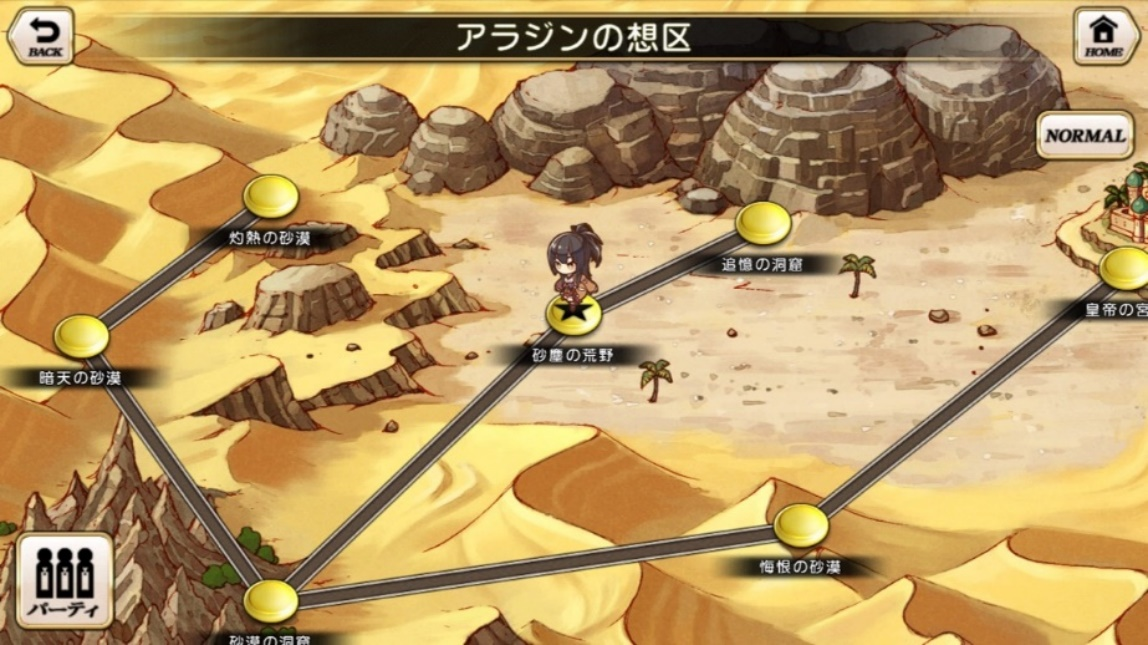 BACK
アラジンの想区
HOME
NORMAL
灼熱の砂漠
追憶の洞窟
皇帝の宮
砂塵の荒野
暗天の砂漠
悔恨の砂漠
パーティ
砂漠の洞窟